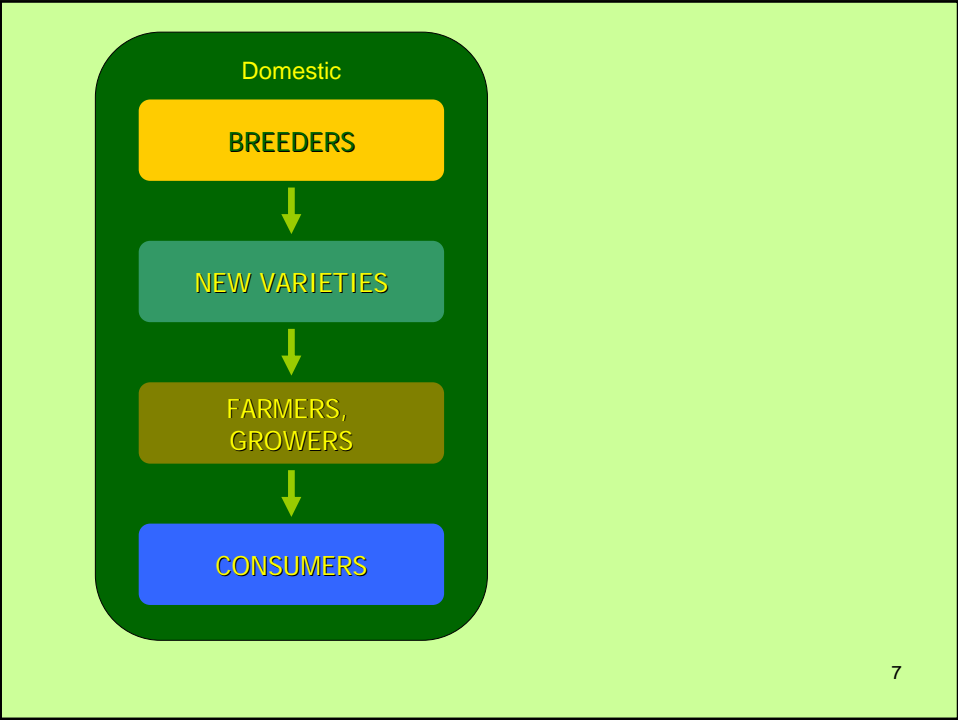 Domestic
BREEDERS
NEW VARIETIES
FARMERS,
GROWERS
CONSUMERS
7